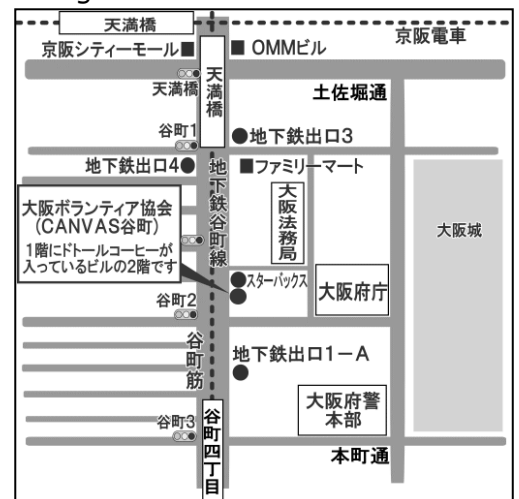 天満橋
京阪電車
京阪シティーモール■
■ OMMビル
天満橋
天満橋
土佐堀通
谷町1
●地下鉄出口3
地下鉄出口4●
地下鉄谷町線
■ファミリーマート
大阪法務局
大阪城
大阪ボランティア協会
(CANVAS谷町)
1階にドトールコーヒーが
入っているビルの2階です
●スターバックス
大阪府庁
谷町2
谷町筋
地下鉄出口1-A
大阪府警
本部
谷町3
谷町四丁目
本町通